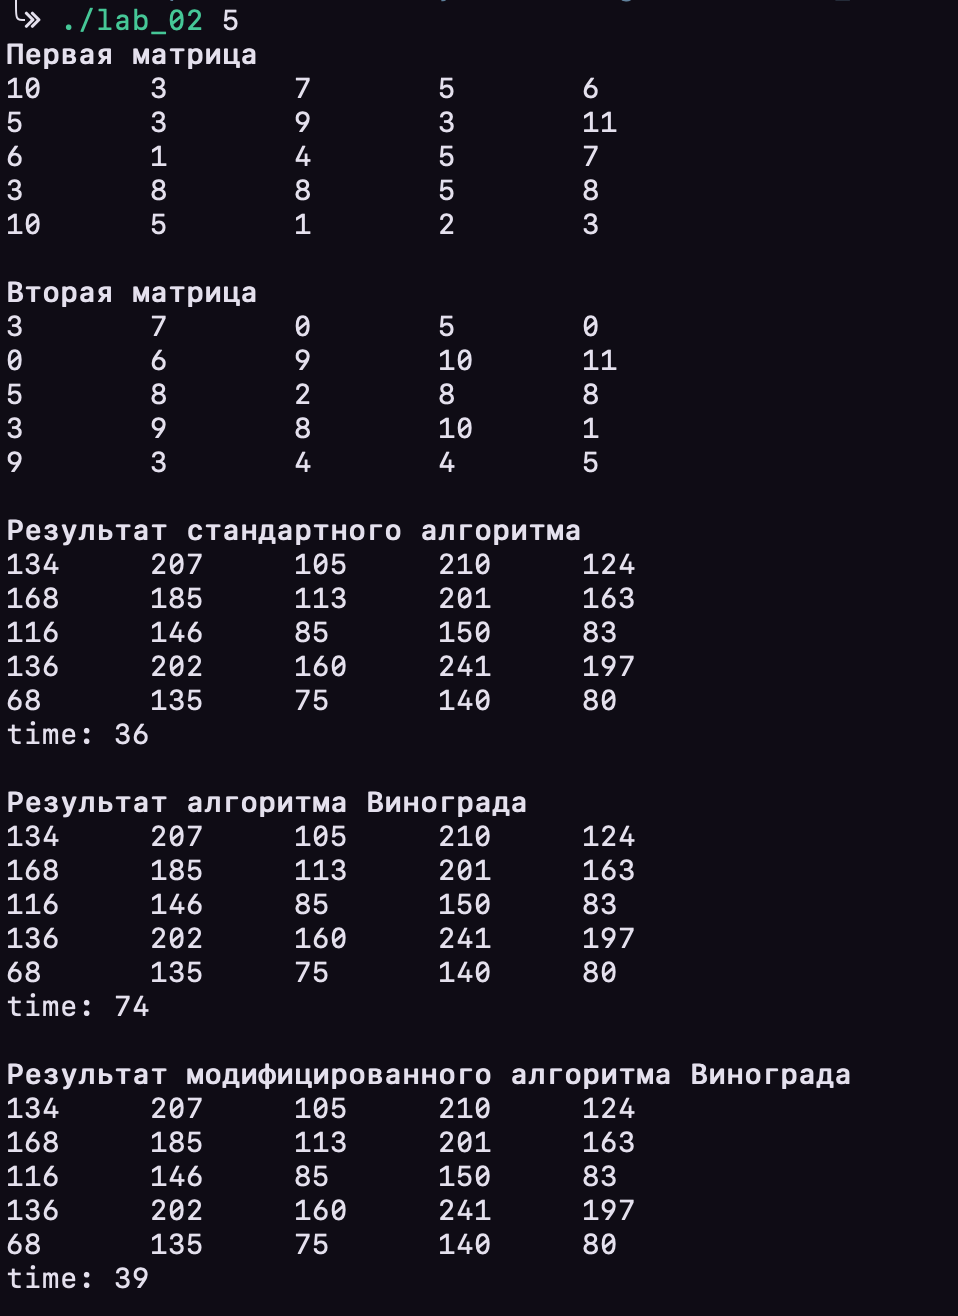 ./lab_02 5
Первая матрица
10 3 7 5 6
5 3 9 3 11
6 1 4 5 7
3 8 8 5 8
10 5 1 2 3
Вторая матрица
3 7 0 5 0
0 6 9 10 11
5 8 2 8 8
3 9 8 10 1
9 3 4 4 5
Результат стандартного алгоритма
134 207 105 210 124
168 185 113 201 163
116 146 85 150 83
136 202 160 241 197
68 135 75 140 80
time: 36
Результат алгоритма Винограда
134 207 105 210 124
168 185 113 201 163
116 146 85 150 83
136 202 160 241 197
68 135 75 140 80
time: 74
Результат модифицированного алгоритма Винограда
134 207 105 210 124
168 185 113 201 163
116 146 85 150 83
136 202 160 241 197
68 135 75 140 80
time: 39